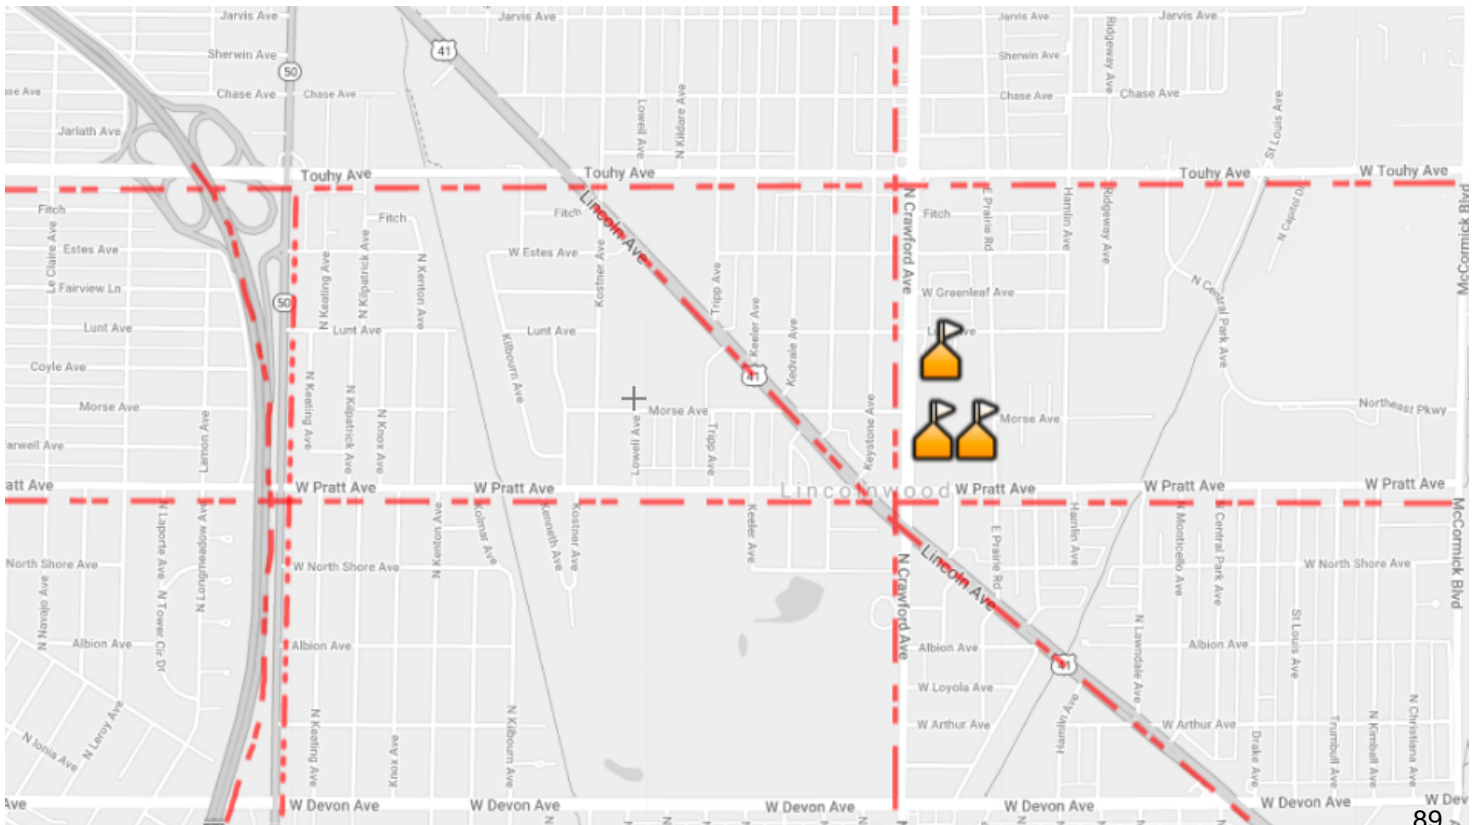 Jarvis Ave
Jarvis Ave
Jarvis Ave
Jarvis Ave
41
Sherwin Ave
Sherwin Ave
Ridgeway Ave
50
ase Ave
Chase Ave
Chase Ave
Chase Ave
Chase Ave
Lowell Ave
N Kildare Ave
St Louis Ave
Jarlath Ave
Touhy Ave
Touhy Ave
Touhy Ave
W Touhy Ave
Lincoln Ave
N Crawford Ave
E Prairie Rd
Hamlin Ave
Ridgeway Ave
N Capitol D
McCormick Blvd
Fitch
Fitch
Fitch
Fitch
Le Claire Ave
Estes Ave
W Estes Ave
Kostner Ave
N Keating Ave
N Kilpatrick Ave
N Kenton Ave
Tripp Ave
Fairview Ln
50
W Greenleaf Ave
N Central Park Ave
Lunt Ave
Lunt Ave
Lunt Ave
Keeler Ave
Kedvale Ave
Kilbourn Ave
Coyle Ave
41
N Keating Ave
N Kilpatrick Ave
N Knox Ave
Morse Ave
Morse Ave
Morse Ave
Northeast Pkwy
Lamon Ave
Lowell Ave
Tripp Ave
Keystone Ave
arwell Ave
att Ave
W Pratt Ave
W Pratt Ave
Lincolnwood
W Pratt Ave
W Pratt Ave
W Pratt Ave
N Laporte Ave
N Longmeadow Ave
N Kenton Ave
Kolmar Ave
Kenneth Ave
Kostner Ave
Keeler Ave
N Crawford Ave
Lincoln Ave
E Prairie Rd
Hamlin Ave
N Monticello Ave
N Central Park Ave
McCormick Blvd
North Shore Ave
W North Shore Ave
W North Shore Ave
N Tower Cir Dr
Albion Ave
Albion Ave
Albion Ave
Albion Ave
N Lawndale Ave
St Louis Ave
41
W Loyola Ave
W Arthur Ave
W Arthur Ave
Hamlin Ave
N Ionia Ave
N Leroy Ave
N Keating Ave
Knox Ave
N Kilbourn Ave
Drake Ave
Trumbull Ave
N Kimball Ave
N Christiana Ave
Ave
W Devon Ave
W Devon Ave
W Devon Ave
W Devon Ave
W Devon Ave
W Dev
89